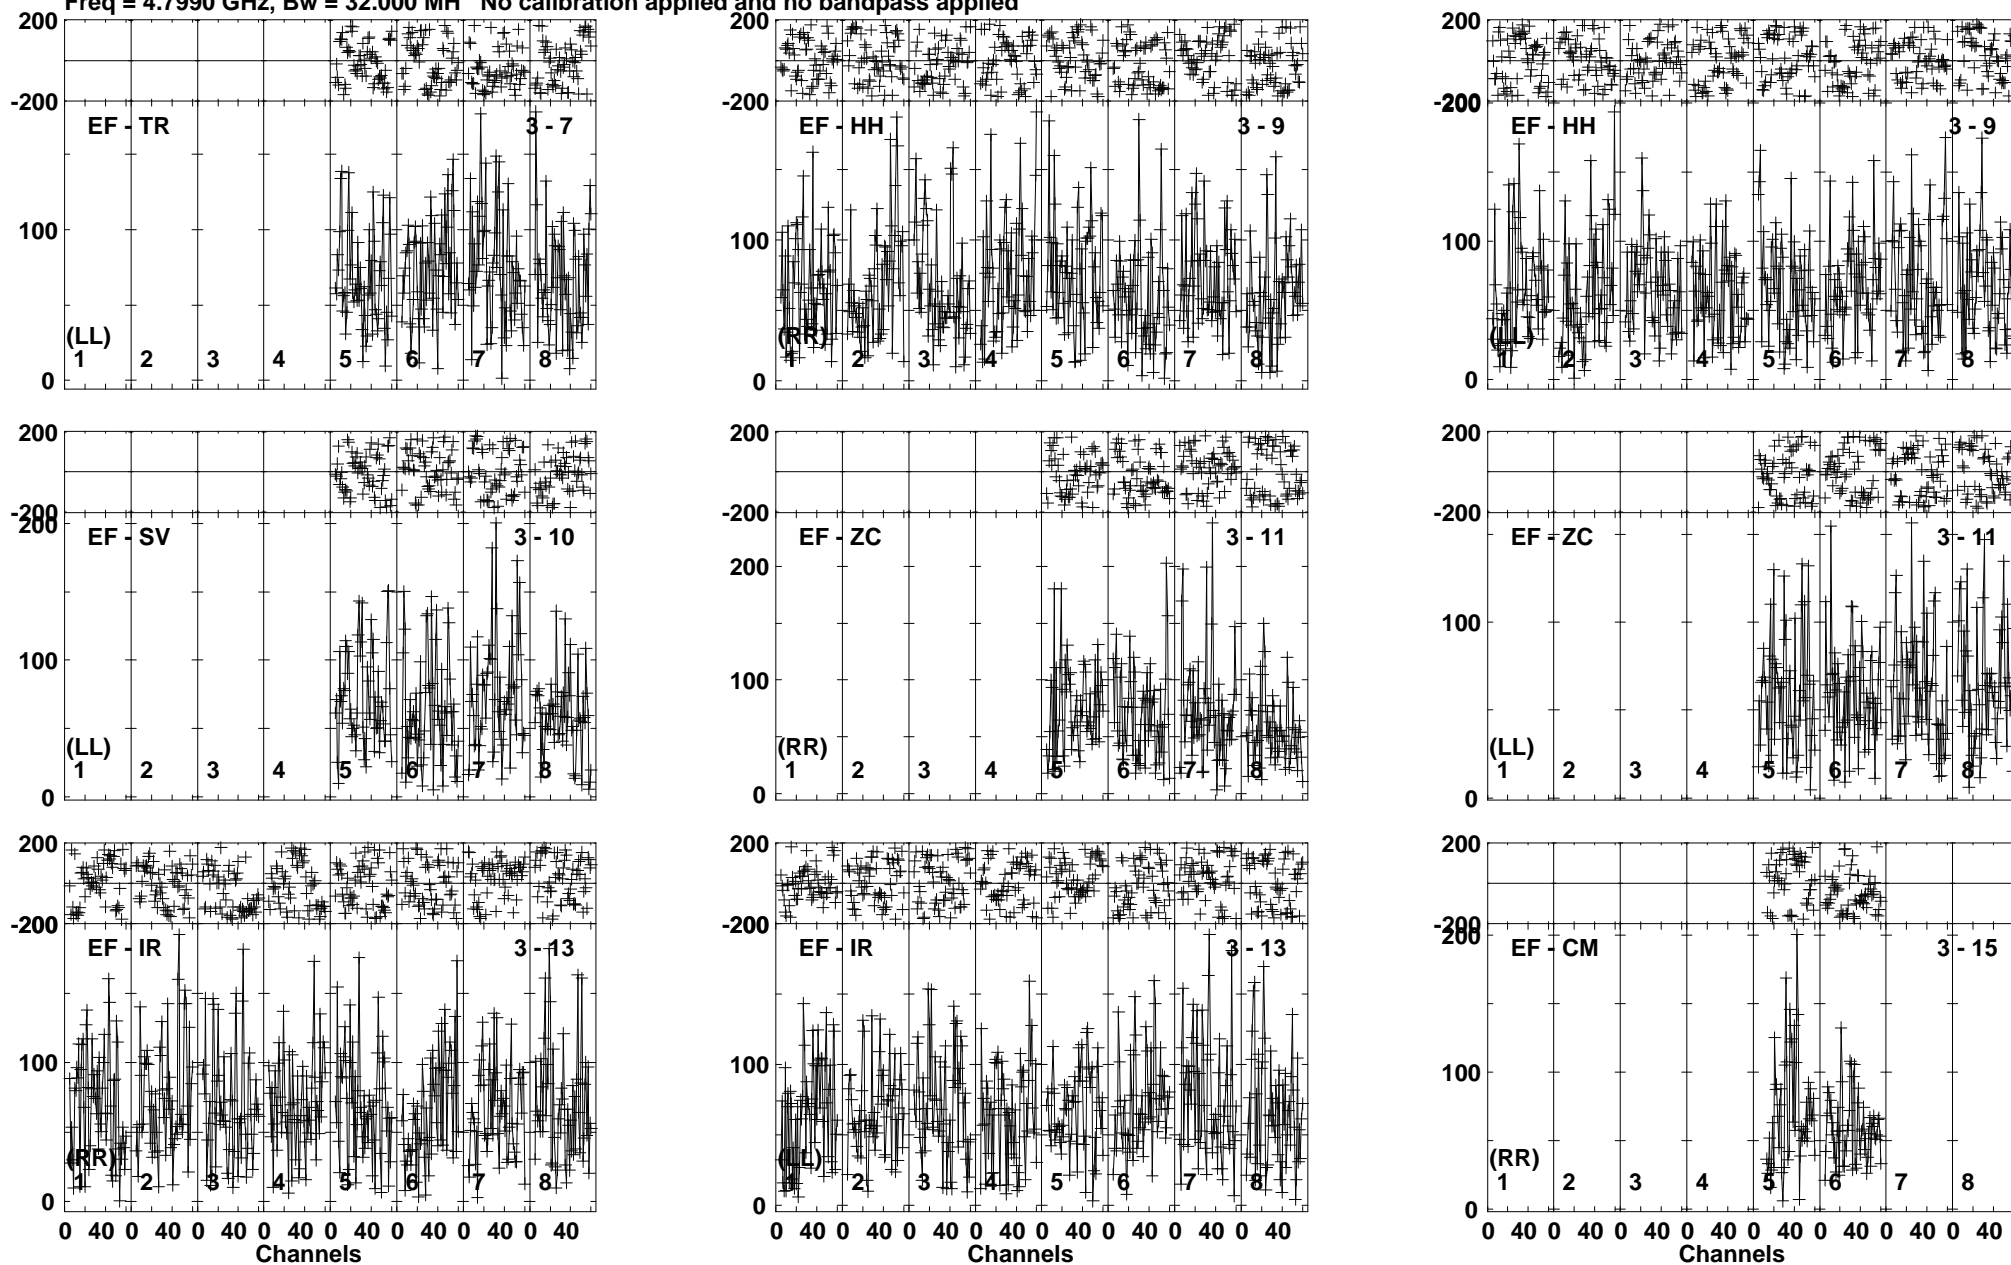 Freq = 4.7990 GHz, Bw = 32.000 MH No calibration applied and no bandpass applied
200
-200
EF - TR 3 - 7
100
(LL)
0
1 2 3 4 5 6 7 8
200
-200
EF - HH 3 - 9
100
(RR)
0
1 2 3 4 5 6 7 8
200
-200
200
EF - HH 3 - 9
100
(LL)
0
1 2 3 4 5 6 7 8
200
-200
200
EF - SV 3 - 10
100
(LL)
0
1 2 3 4 5 6 7 8
200
-200
EF - ZC 3 - 11
200
100
(RR)
0
1 2 3 4 5 6 7 8
200
-200
EF - ZC 3 - 11
100
(LL)
0
1 2 3 4 5 6 7 8
200
-200
EF - IR 3 - 13
100
(RR)
0
1 2 3 4 5 6 7 8
0 40 0 40 0 40 0 40 0 40 0 40 0 40 0 40
Channels
200
-200
EF - IR 3 - 13
100
(LL)
0
1 2 3 4 5 6 7 8
0 40 0 40 0 40 0 40 0 40 0 40 0 40 0 40
Channels
200
-200
200
EF - CM 3 - 15
100
(RR)
0
1 2 3 4 5 6 7 8
0 40 0 40 0 40 0 40 0 40 0 40 0 40 0 40
Channels